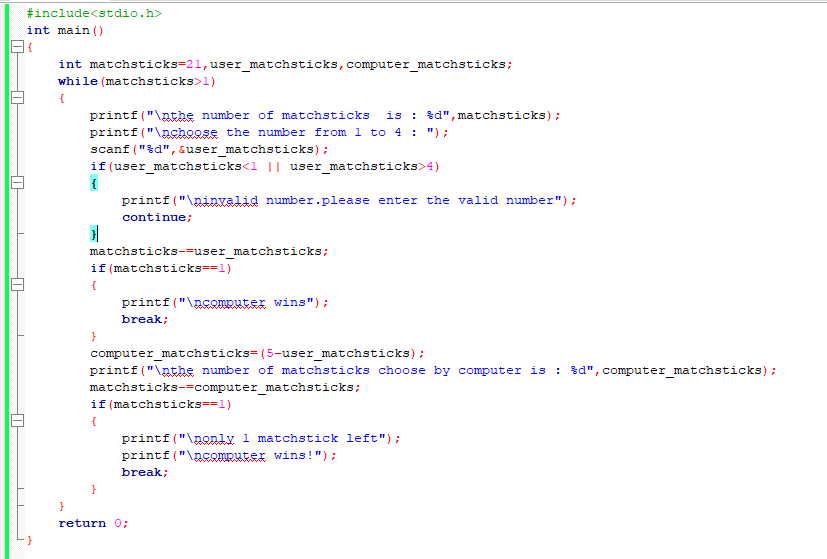 #include<stdio.h>
int main()
{
    int matchsticks=21,user_matchsticks,computer_matchsticks;
    while(matchsticks>1)
    {
        printf("\nthe number of matchsticks  is : %d",matchsticks);
        printf("\nchoose the number from 1 to 4 : ");
        scanf("%d",&user_matchsticks);
        if(user_matchsticks<1 || user_matchsticks>4)
        {
            printf("\ninvalid number.please enter the valid number");
            continue;
        }
        matchsticks-=user_matchsticks;
        if(matchsticks==1)
        {
            printf("\ncomputer wins");
            break;
        }
        computer_matchsticks=(5-user_matchsticks);
        printf("\nthe number of matchsticks choose by computer is : %d",computer_matchsticks);
        matchsticks-=computer_matchsticks;
        if(matchsticks==1)
        {
            printf("\nonly 1 matchstick left");
            printf("\ncomputer wins!");
            break;
        }
    }
    return 0;
}